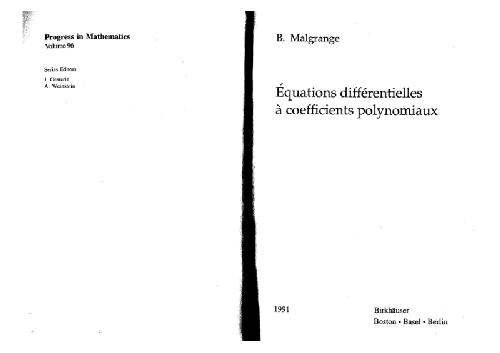 Progress in Mathematics
Volume 96
Series Editors
J. Oesterlé
A. Weinstein
B. Malgrange
Équations différentielles
à coefficients polynomiaux
1991
Birkhäuser
Boston • Basel • Berlin